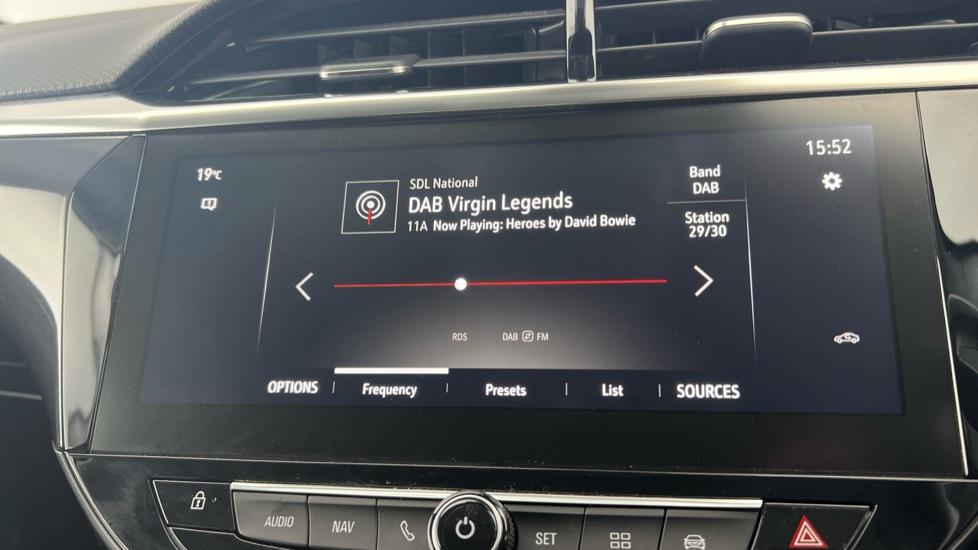 15:52
19°C
SDL National
DAB Virgin Legends
11A Now Playing: Heroes by David Bowie
Band
DAB
Station
29/30
RDS DAB FM
OPTIONS Frequency Presets List SOURCES
AUDIO NAV SET